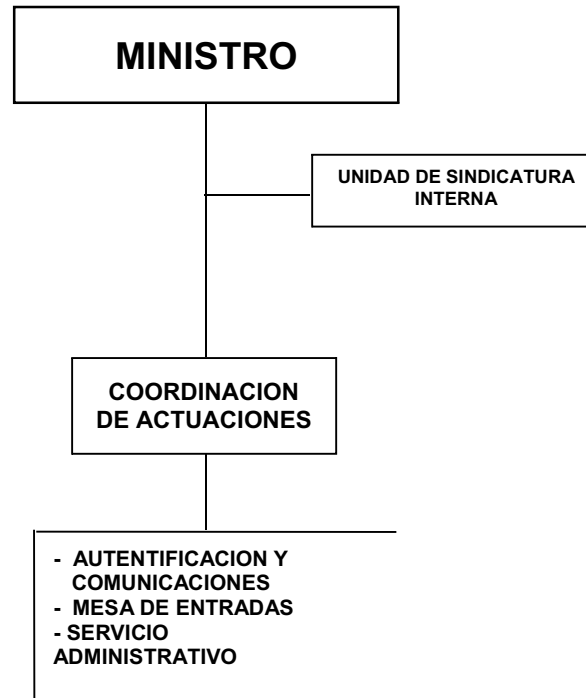 MINISTRO
UNIDAD DE SINDICATURA
INTERNA
COORDINACION
DE ACTUACIONES
- AUTENTIFICACION Y
COMUNICACIONES
- MESA DE ENTRADAS
- SERVICIO
ADMINISTRATIVO